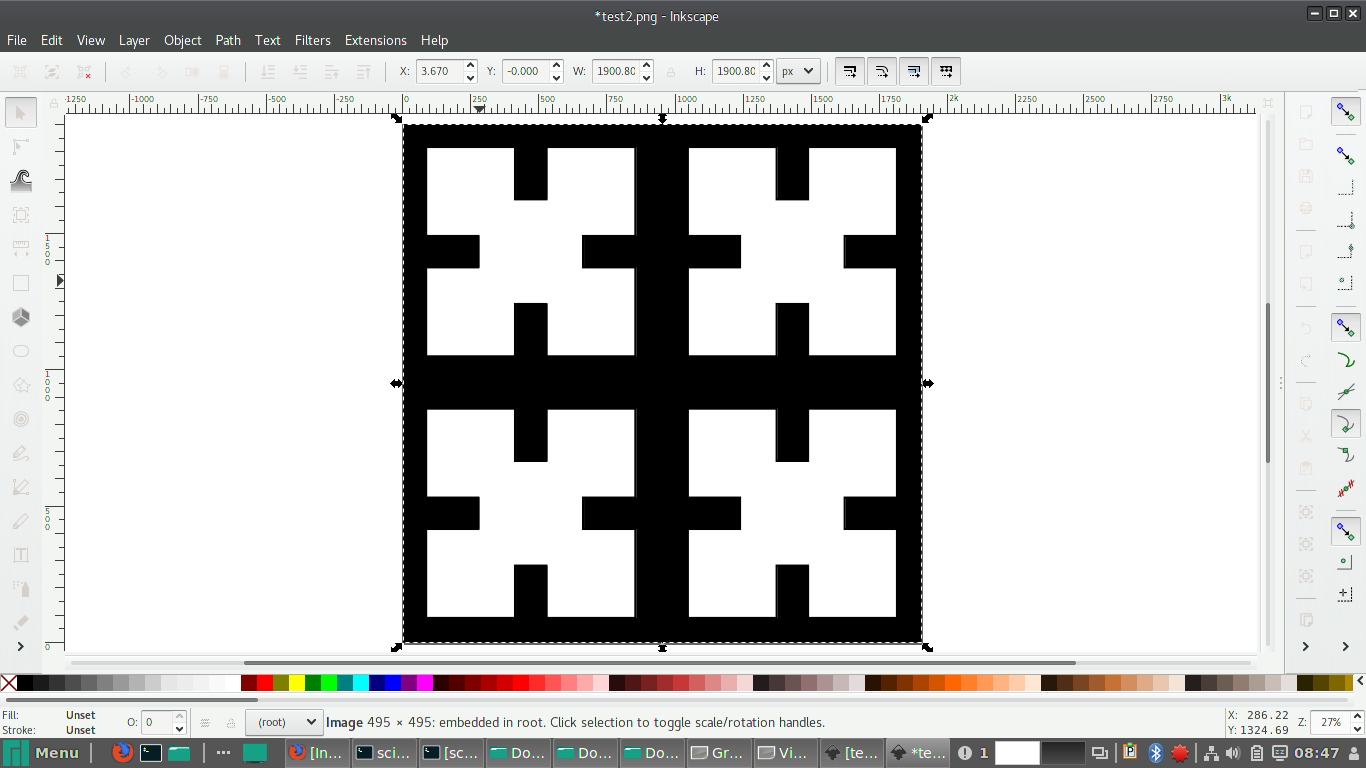 *test2.png - Inkscape
File Edit View Layer Object Path Text Filters Extensions Help
X: 3.670 Y: -0.000 W: 1900.80 H: 1900.80 px
-1250 -1000 -750 -500 -250 0 250 500 750 1000 1250 1500 1750 2k 2250 2500 2750 3k
1500
1000
500
0
Fill: Unset O: 0 (root) Image 495 × 495: embedded in root. Click selection to toggle scale/rotation handles. X: 286.22 Z: 27%
Stroke: Unset Y: 1324.69
Menu [In... sci... [sc... Do... Do... Do... Gr... Vi... [te... *te... 1 08:47